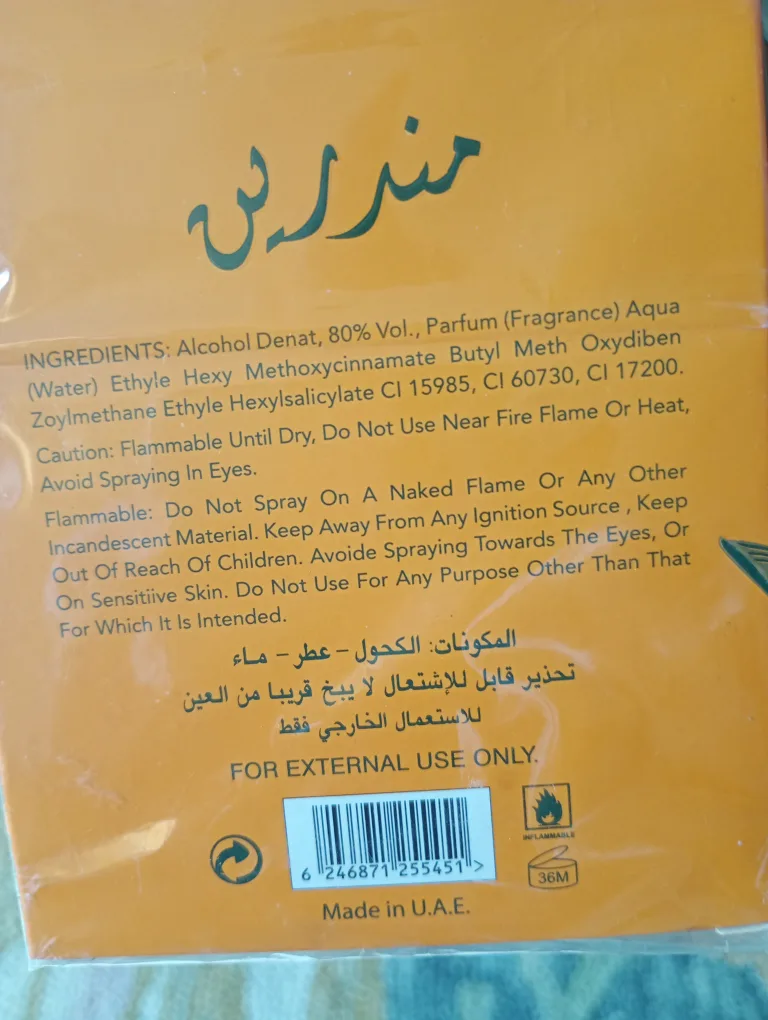 مندرين
INGREDIENTS: Alcohol Denat, 80% Vol., Parfum (Fragrance) Aqua
(Water) Ethyle Hexy Methoxycinnamate Butyl Meth Oxydiben
Zoylmethane Ethyle Hexylsalicylate CI 15985, CI 60730, CI 17200.
Caution: Flammable Until Dry, Do Not Use Near Fire Flame Or Heat,
Avoid Spraying In Eyes.
Flammable: Do Not Spray On A Naked Flame Or Any Other
Incandescent Material. Keep Away From Any Ignition Source , Keep
Out Of Reach Of Children. Avoide Spraying Towards The Eyes, Or
On Sensitiive Skin. Do Not Use For Any Purpose Other Than That
For Which It Is Intended.
المكونات: الكحول – عطر – ماء
تحذير قابل للإشتعال لا يبخ قريبا من العين
للاستعمال الخارجي فقط
FOR EXTERNAL USE ONLY.
INFLAMMABLE
6 246871 255451 >
36M
Made in U.A.E.